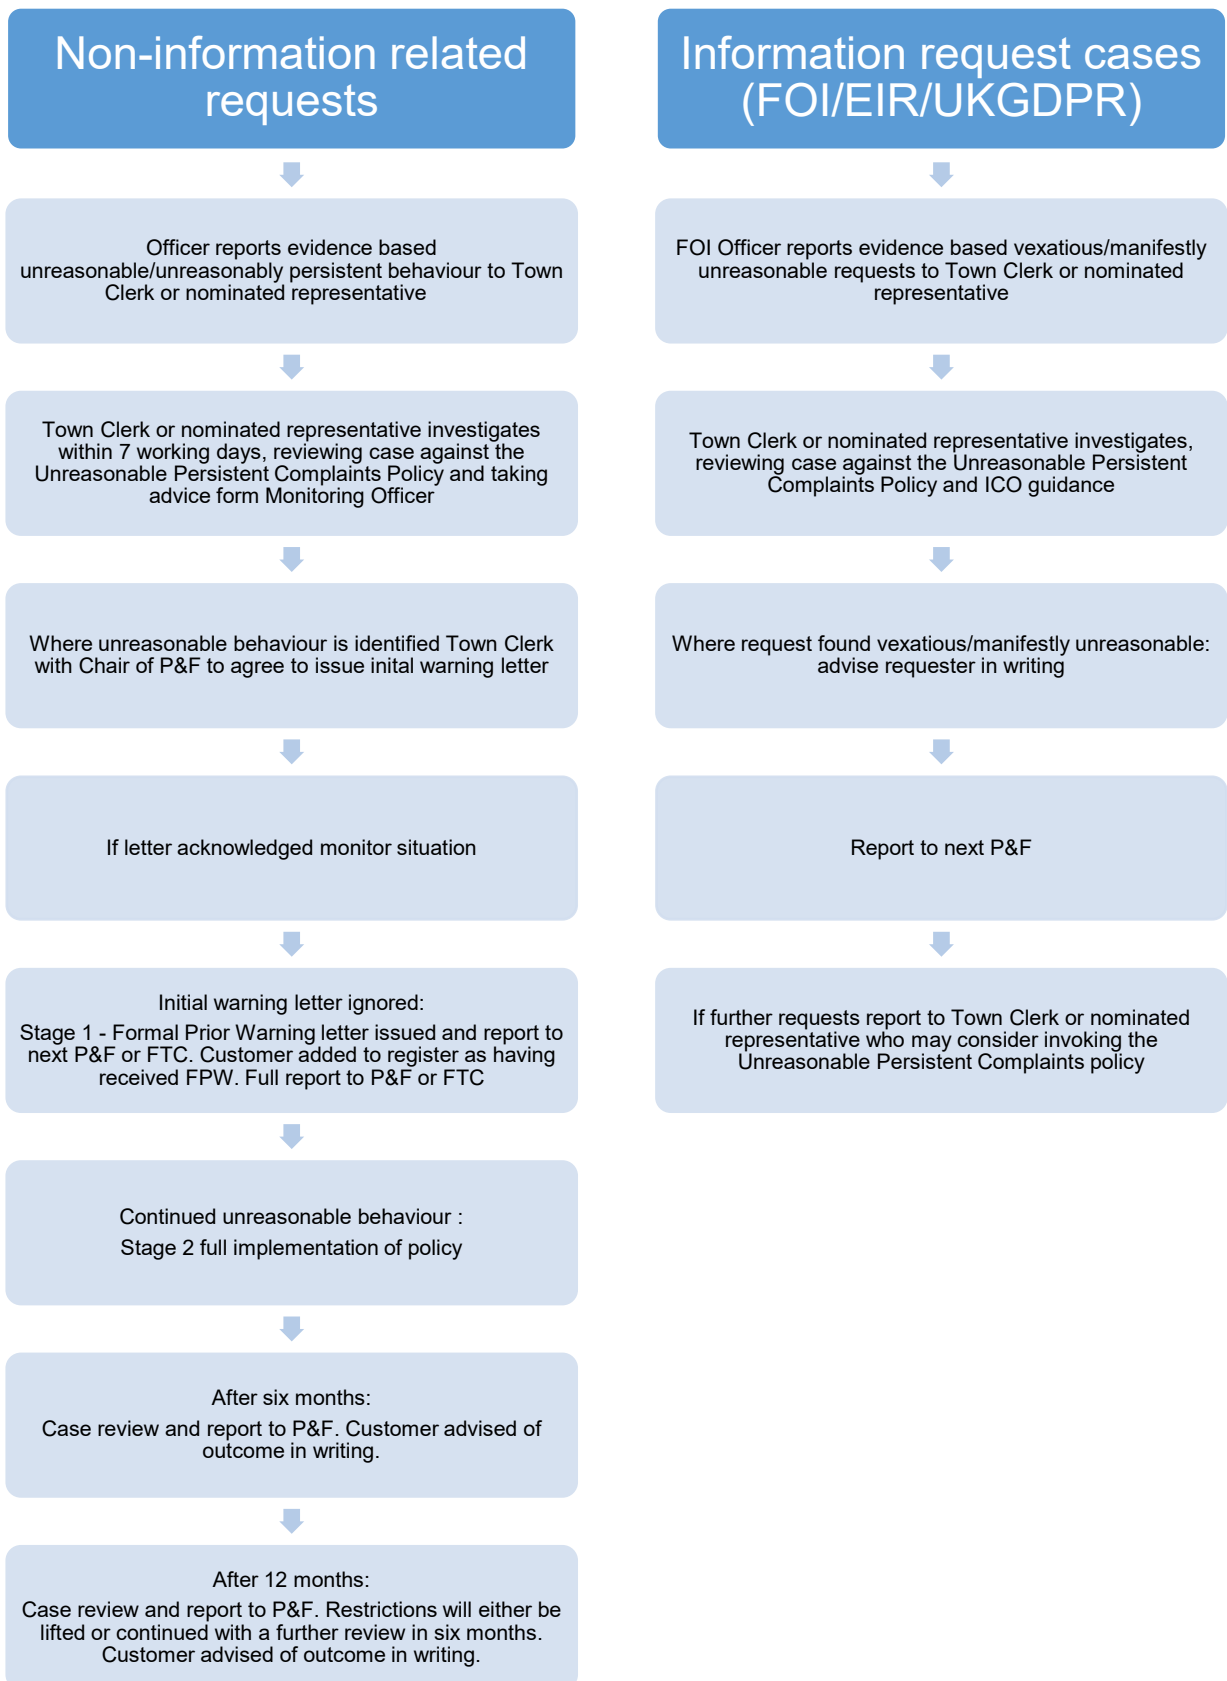 Non-information related
requests
Officer reports evidence based
unreasonable/unreasonably persistent behaviour to Town
Clerk or nominated representative
Town Clerk or nominated representative investigates
within 7 working days, reviewing case against the
Unreasonable Persistent Complaints Policy and taking
advice form Monitoring Officer
Where unreasonable behaviour is identified Town Clerk
with Chair of P&F to agree to issue inital warning letter
If letter acknowledged monitor situation
Initial warning letter ignored:
Stage 1 - Formal Prior Warning letter issued and report to
next P&F or FTC. Customer added to register as having
received FPW. Full report to P&F or FTC
Continued unreasonable behaviour :
Stage 2 full implementation of policy
After six months:
Case review and report to P&F. Customer advised of
outcome in writing.
After 12 months:
Case review and report to P&F. Restrictions will either be
lifted or continued with a further review in six months.
Customer advised of outcome in writing.
Information request cases
(FOI/EIR/UKGDPR)
FOI Officer reports evidence based vexatious/manifestly
unreasonable requests to Town Clerk or nominated
representative
Town Clerk or nominated representative investigates,
reviewing case against the Unreasonable Persistent
Complaints Policy and ICO guidance
Where request found vexatious/manifestly unreasonable:
advise requester in writing
Report to next P&F
If further requests report to Town Clerk or nominated
representative who may consider invoking the
Unreasonable Persistent Complaints policy